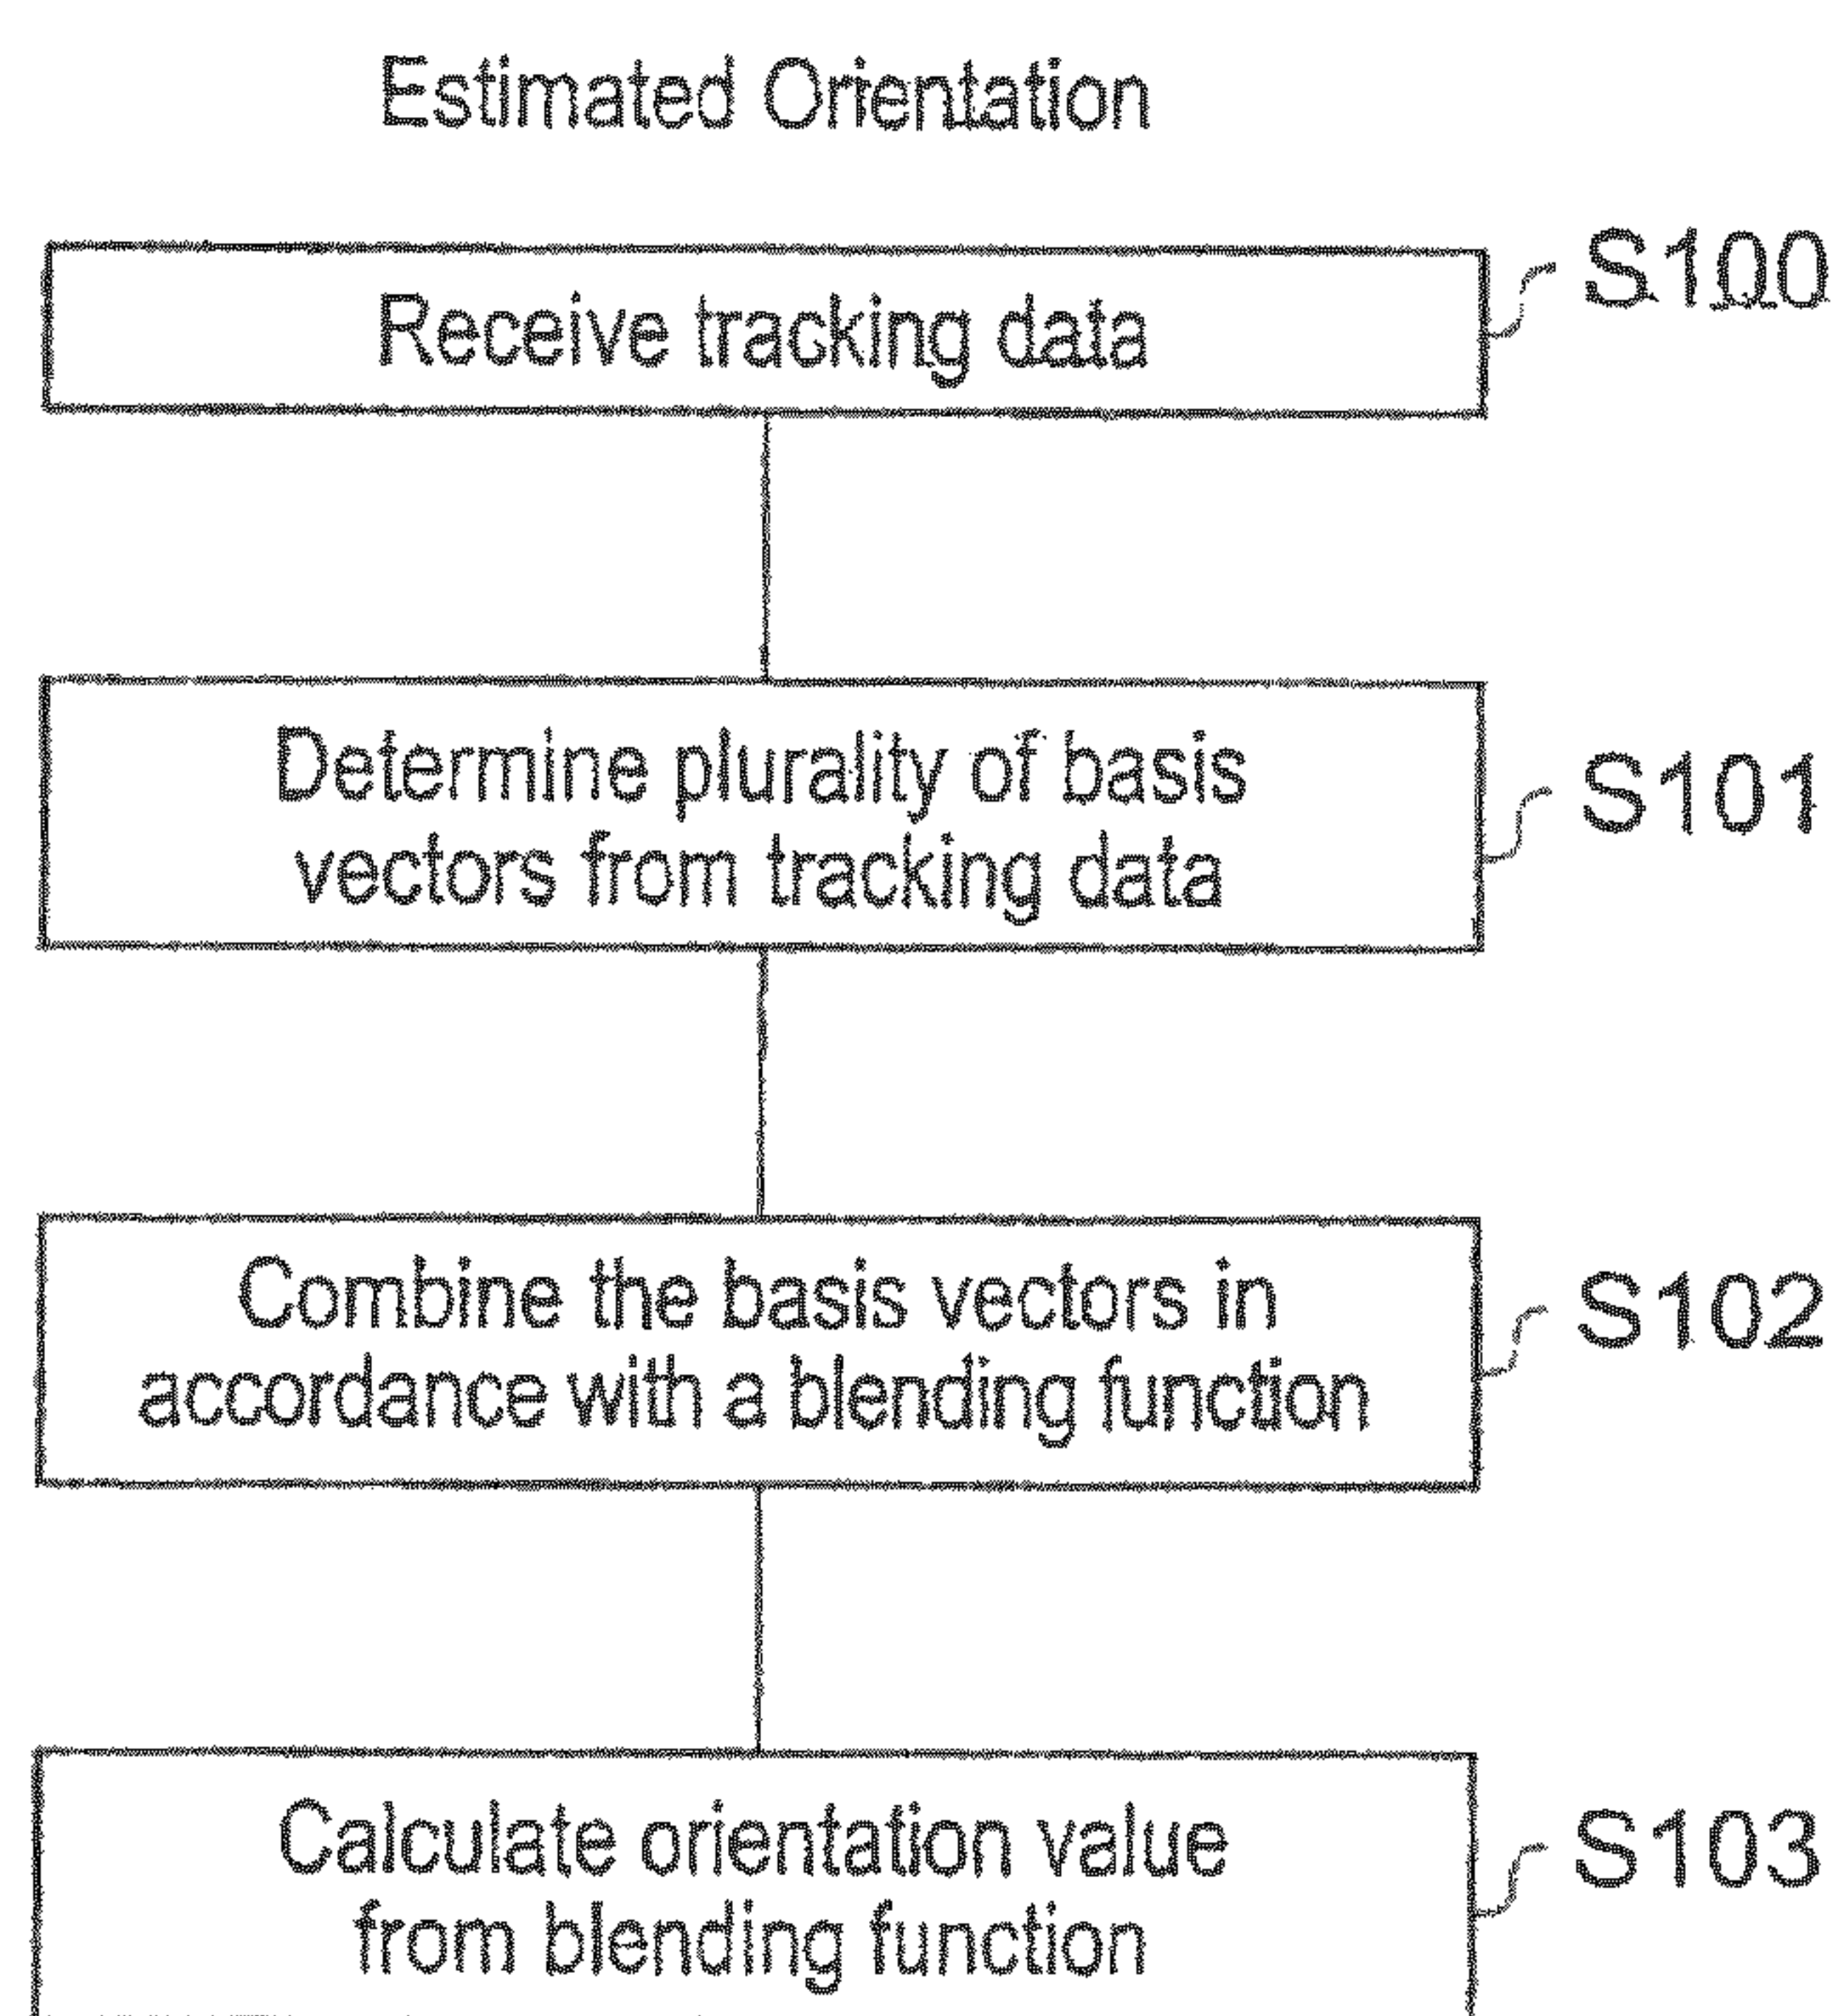 Estimated Orientation
Receive tracking data
S100
Determine plurality of basis
vectors from tracking data
S101
Combine the basis vectors in
accordance with a blending function
S102
Calculate orientation value
from blending function
S103